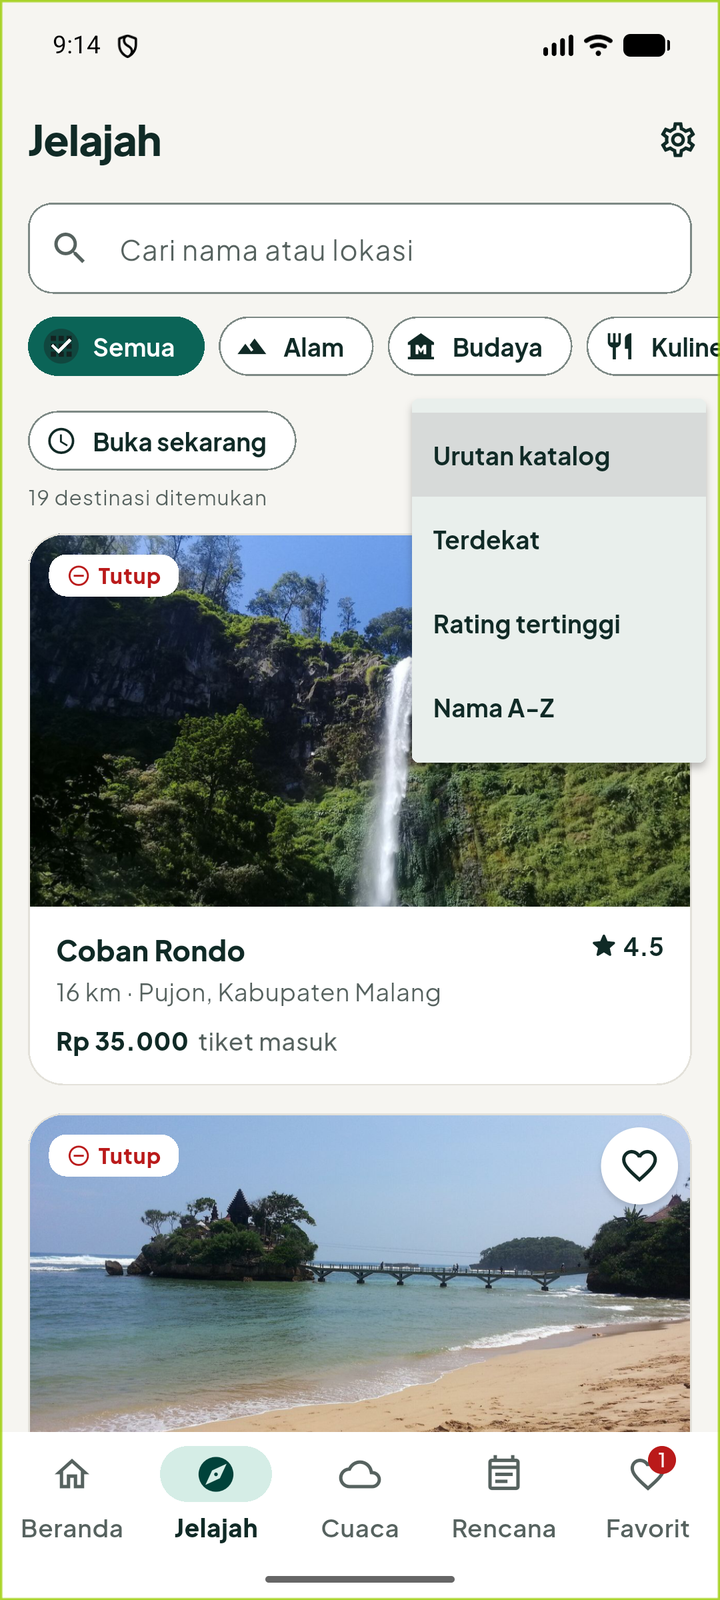 9:14
Jelajah
Cari nama atau lokasi
Semua
Alam
Budaya
Kuline
Buka sekarang
19 destinasi ditemukan
Urutan katalog
Terdekat
Rating tertinggi
Nama A-Z
Tutup
Coban Rondo
4.5
16 km · Pujon, Kabupaten Malang
Rp 35.000 tiket masuk
Tutup
1
Beranda
Jelajah
Cuaca
Rencana
Favorit